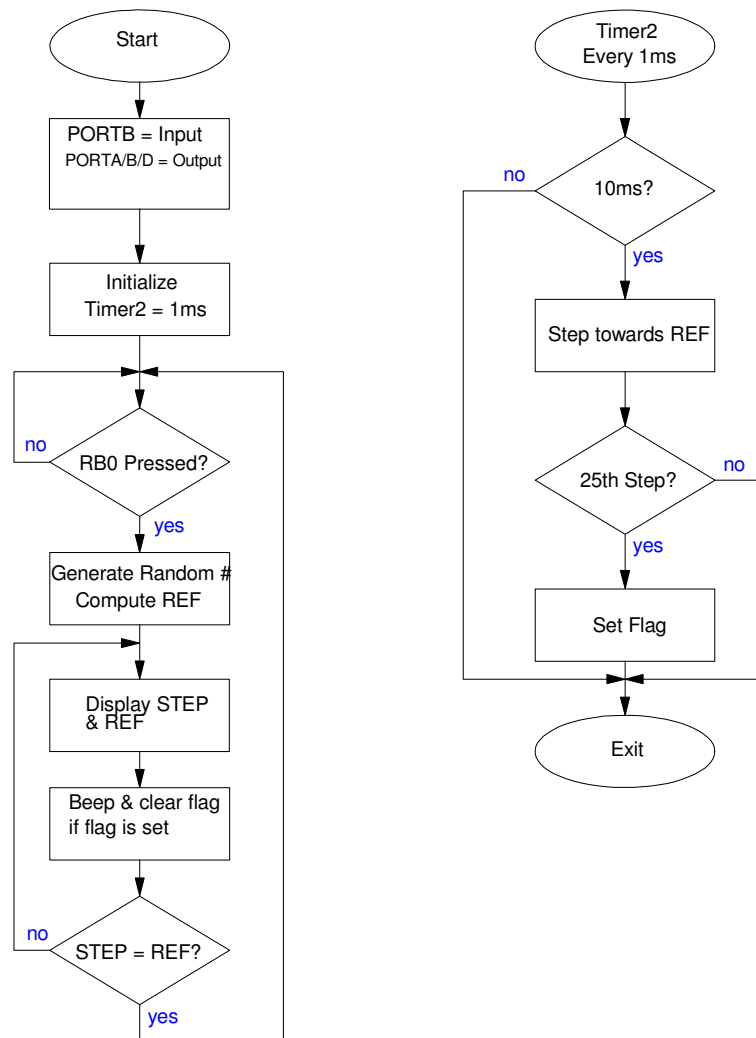 Start
PORTB = Input
PORTA/B/D = Output
Initialize
Timer2 = 1ms
no
RB0 Pressed?
yes
Generate Random #
Compute REF
Display STEP
& REF
Beep & clear flag
if flag is set
no
STEP = REF?
yes
Timer2
Every 1ms
no
10ms?
yes
Step towards REF
25th Step?
no
yes
Set Flag
Exit